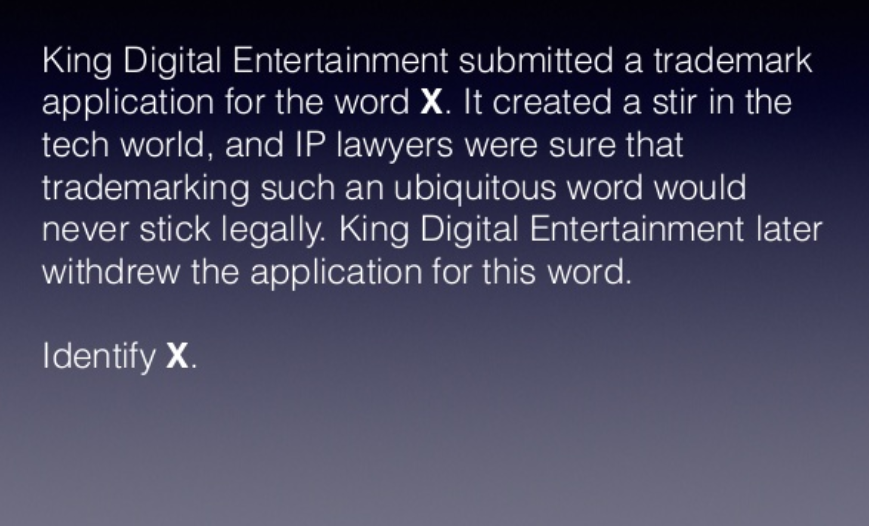 King Digital Entertainment submitted a trademark
application for the word X. It created a stir in the
tech world, and IP lawyers were sure that
trademarking such an ubiquitous word would
never stick legally. King Digital Entertainment later
withdrew the application for this word.
Identify X.